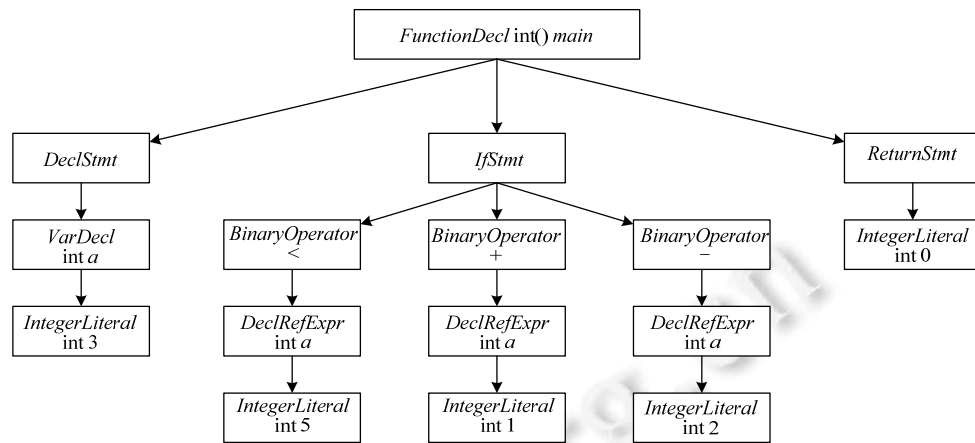 FunctionDecl int() main
DeclStmt
IfStmt
ReturnStmt
VarDecl
int a
BinaryOperator
<
BinaryOperator
+
BinaryOperator
–
IntegerLiteral
int 0
IntegerLiteral
int 3
DeclRefExpr
int a
DeclRefExpr
int a
DeclRefExpr
int a
IntegerLiteral
int 5
IntegerLiteral
int 1
IntegerLiteral
int 2